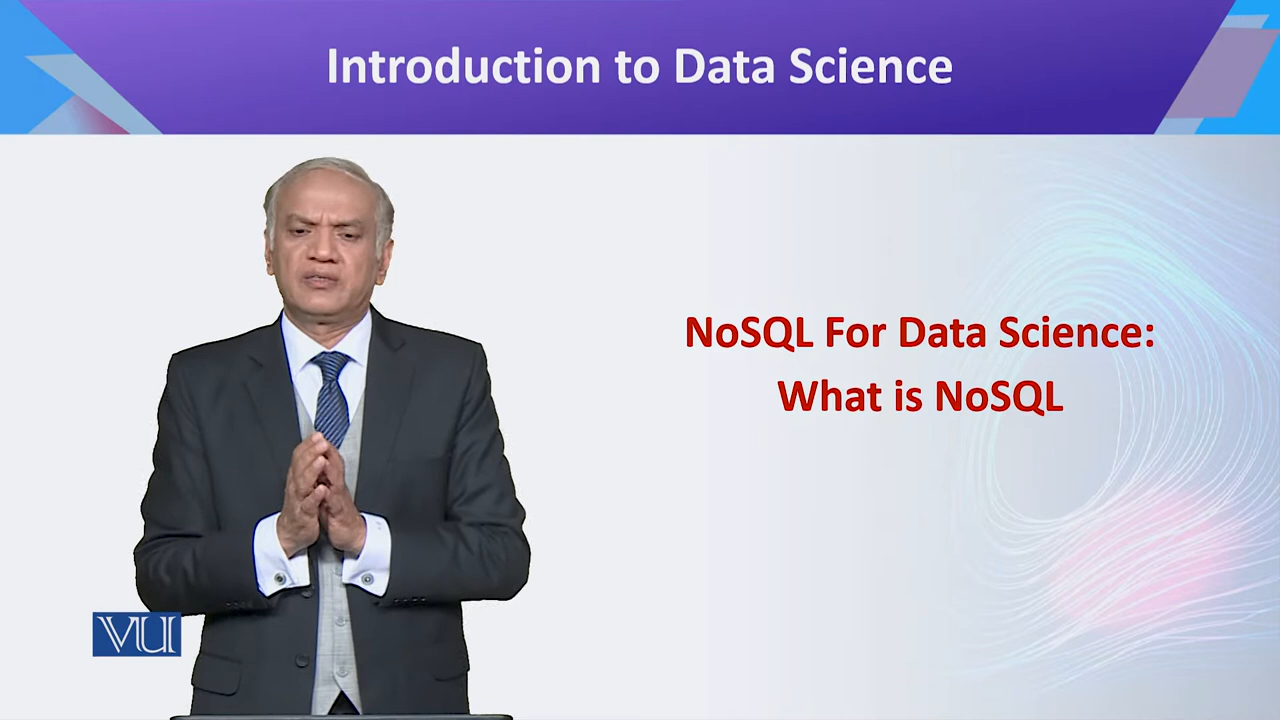 Introduction to Data Science
NoSQL For Data Science:
What is NoSQL
VU